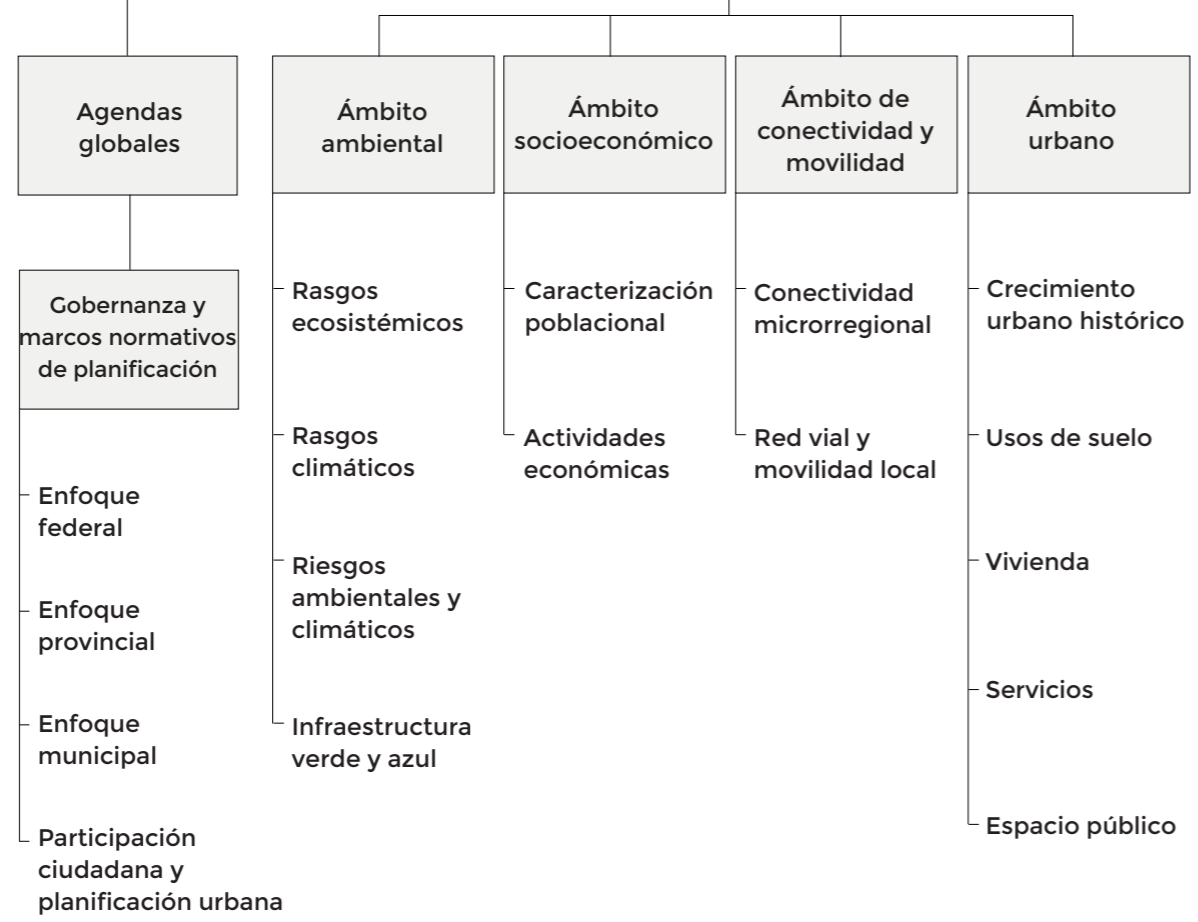 Agendas
globales
Gobernanza y
marcos normativos
de planificación
Enfoque
federal
Enfoque
provincial
Enfoque
municipal
Participación
ciudadana y
planificación urbana
Ámbito
ambiental
Rasgos
ecosistémicos
Rasgos
climáticos
Riesgos
ambientales y
climáticos
Infraestructura
verde y azul
Ámbito
socioeconómico
Caracterización
poblacional
Actividades
económicas
Ámbito de
conectividad y
movilidad
Conectividad
microrregional
Red vial y
movilidad local
Ámbito
urbano
Crecimiento
urbano histórico
Usos de suelo
Vivienda
Servicios
Espacio público